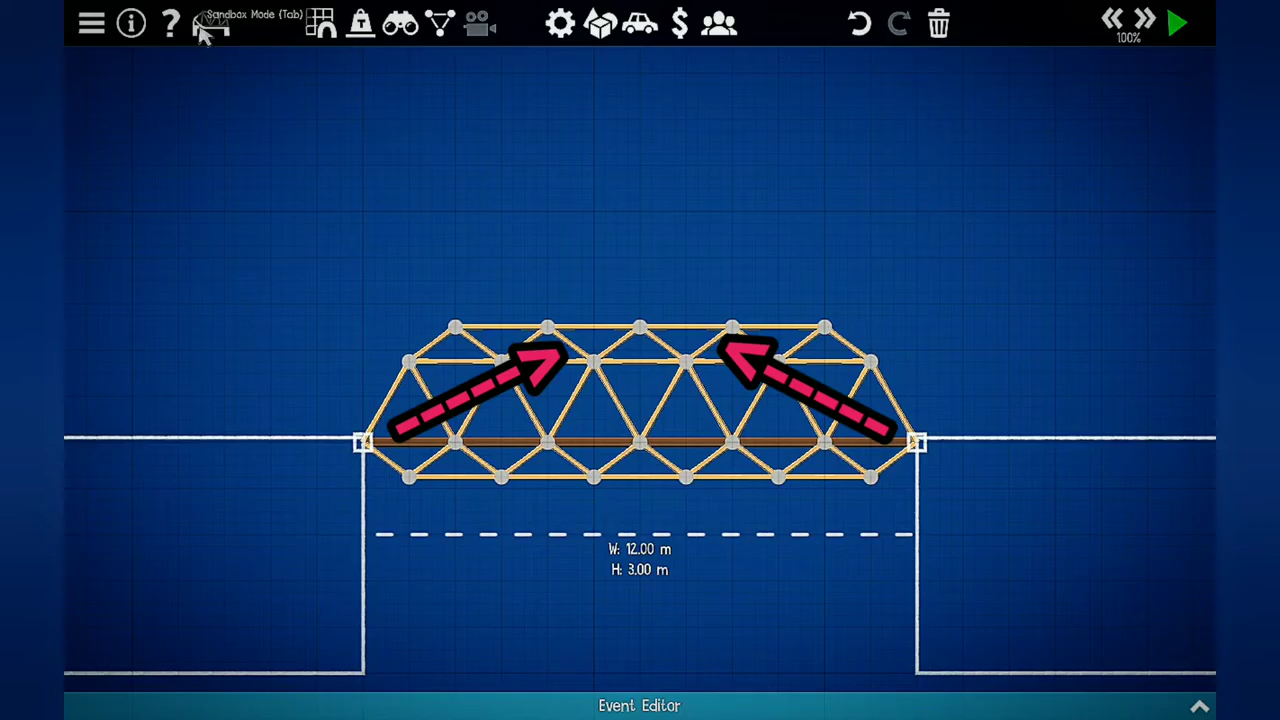 Sandbox Mode (Tab)
100%
W: 12.00 m
H: 3.00 m
Event Editor